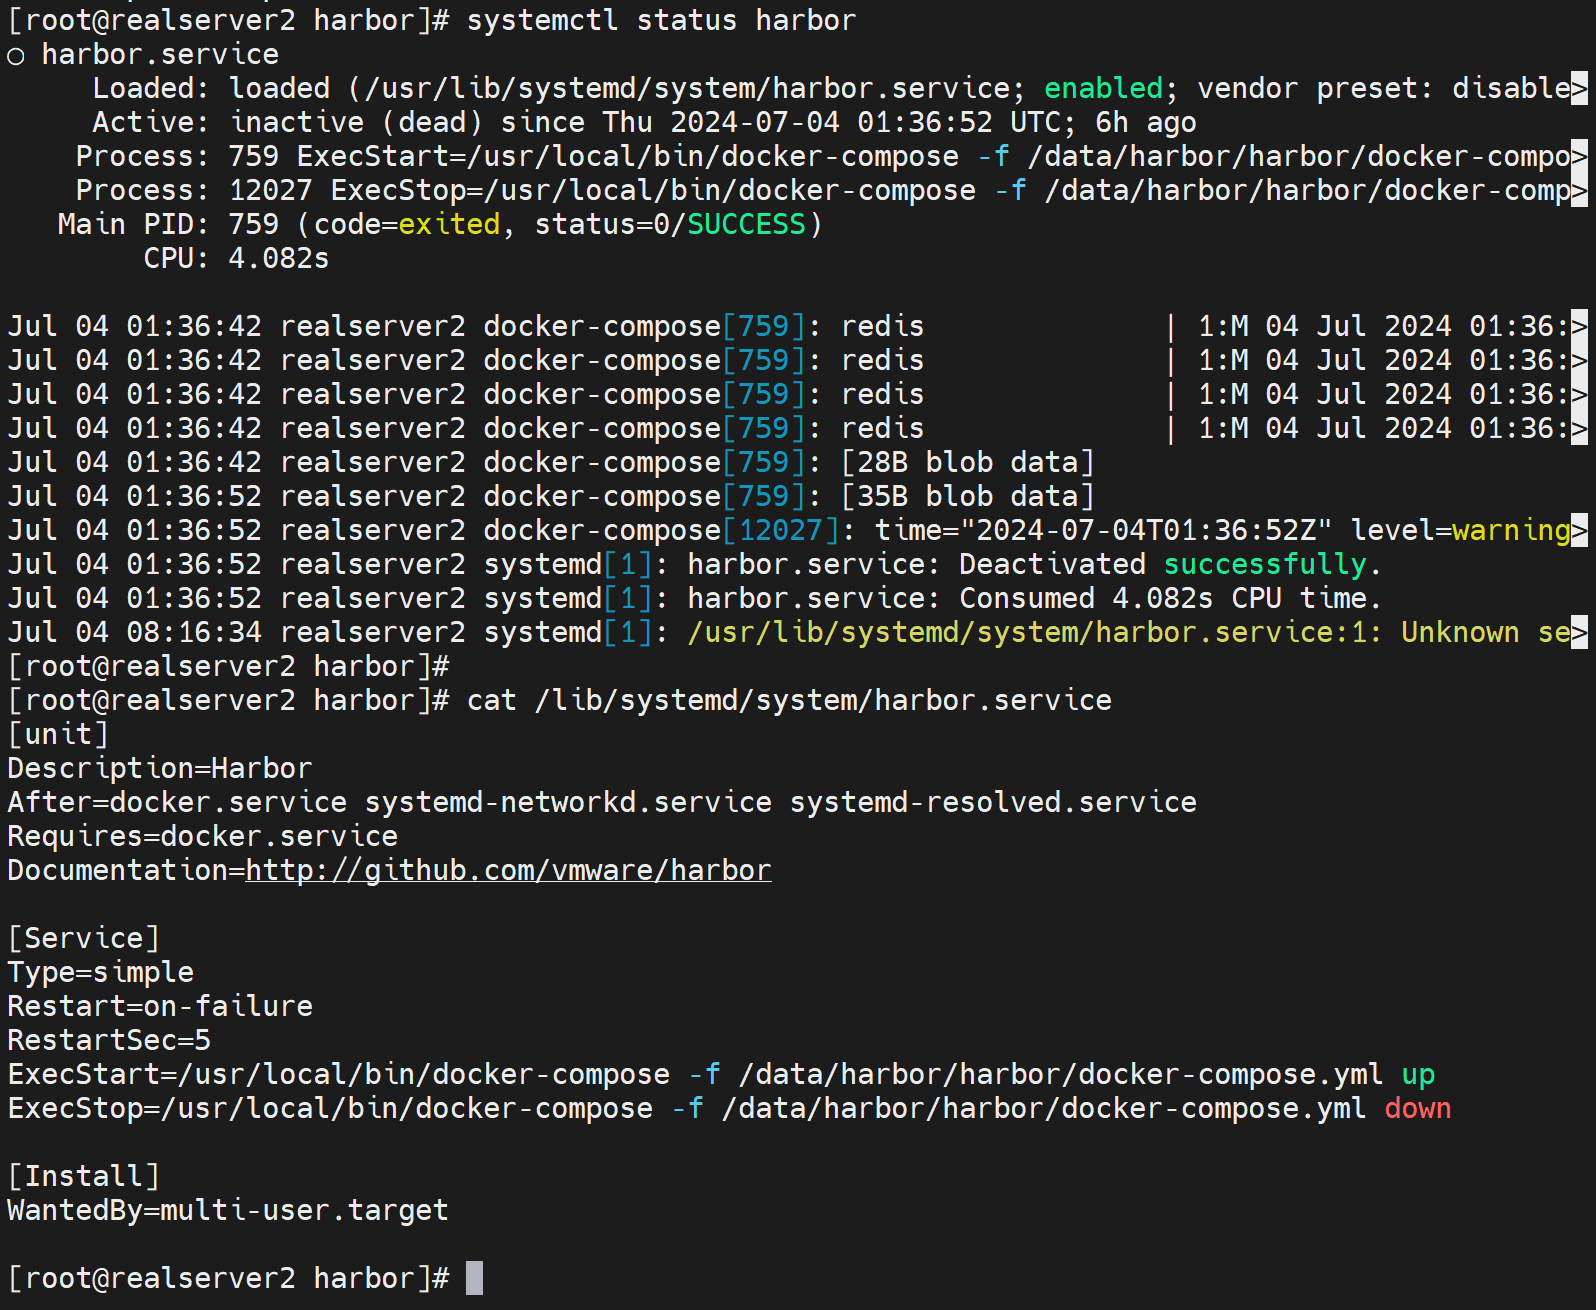 [root@realserver2 harbor]# systemctl status harbor
○ harbor.service
     Loaded: loaded (/usr/lib/systemd/system/harbor.service; enabled; vendor preset: disable>
     Active: inactive (dead) since Thu 2024-07-04 01:36:52 UTC; 6h ago
    Process: 759 ExecStart=/usr/local/bin/docker-compose -f /data/harbor/harbor/docker-compo>
    Process: 12027 ExecStop=/usr/local/bin/docker-compose -f /data/harbor/harbor/docker-comp>
   Main PID: 759 (code=exited, status=0/SUCCESS)
        CPU: 4.082s

Jul 04 01:36:42 realserver2 docker-compose[759]: redis              | 1:M 04 Jul 2024 01:36:>
Jul 04 01:36:42 realserver2 docker-compose[759]: redis              | 1:M 04 Jul 2024 01:36:>
Jul 04 01:36:42 realserver2 docker-compose[759]: redis              | 1:M 04 Jul 2024 01:36:>
Jul 04 01:36:42 realserver2 docker-compose[759]: redis              | 1:M 04 Jul 2024 01:36:>
Jul 04 01:36:42 realserver2 docker-compose[759]: [28B blob data]
Jul 04 01:36:52 realserver2 docker-compose[759]: [35B blob data]
Jul 04 01:36:52 realserver2 docker-compose[12027]: time="2024-07-04T01:36:52Z" level=warning>
Jul 04 01:36:52 realserver2 systemd[1]: harbor.service: Deactivated successfully.
Jul 04 01:36:52 realserver2 systemd[1]: harbor.service: Consumed 4.082s CPU time.
Jul 04 08:16:34 realserver2 systemd[1]: /usr/lib/systemd/system/harbor.service:1: Unknown se>
[root@realserver2 harbor]#
[root@realserver2 harbor]# cat /lib/systemd/system/harbor.service
[unit]
Description=Harbor
After=docker.service systemd-networkd.service systemd-resolved.service
Requires=docker.service
Documentation=http://github.com/vmware/harbor

[Service]
Type=simple
Restart=on-failure
RestartSec=5
ExecStart=/usr/local/bin/docker-compose -f /data/harbor/harbor/docker-compose.yml up
ExecStop=/usr/local/bin/docker-compose -f /data/harbor/harbor/docker-compose.yml down

[Install]
WantedBy=multi-user.target

[root@realserver2 harbor]#